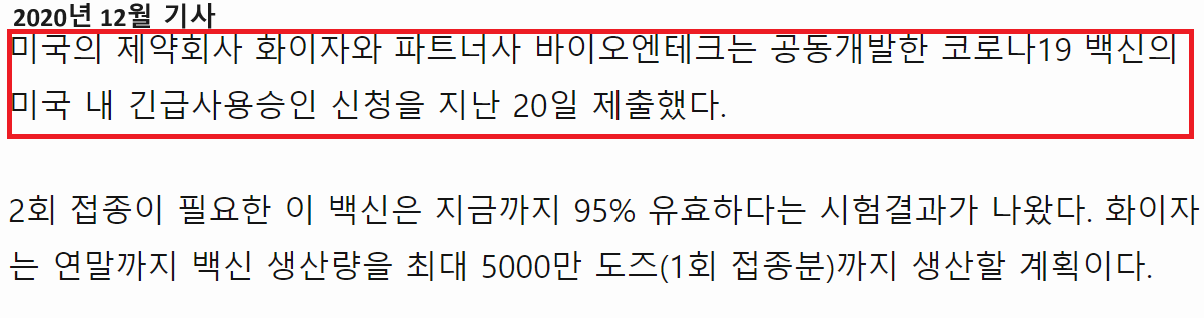 2020년 12월 기사
미국의 제약회사 화이자와 파트너사 바이오엔테크는 공동개발한 코로나19 백신의
미국 내 긴급사용승인 신청을 지난 20일 제출했다.
2회 접종이 필요한 이 백신은 지금까지 95% 유효하다는 시험결과가 나왔다. 화이자
는 연말까지 백신 생산량을 최대 5000만 도즈(1회 접종분)까지 생산할 계획이다.